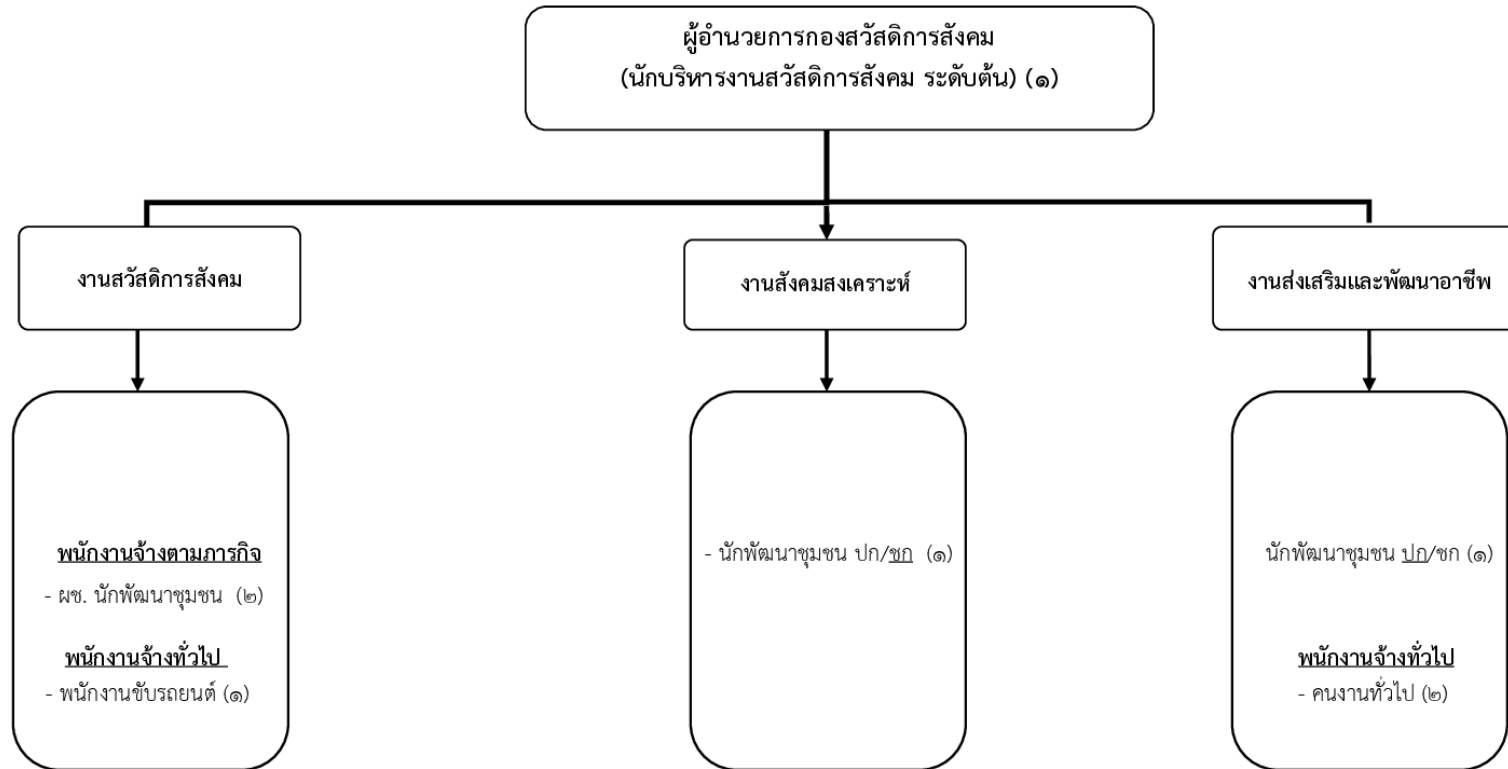 ผู้อำนวยการกองสวัสดิการสังคม
(นักบริหารงานสวัสดิการสังคม ระดับต้น) (๑)
งานสวัสดิการสังคม
งานสังคมสงเคราะห์
งานส่งเสริมและพัฒนาอาชีพ
พนักงานจ้างตามภารกิจ
- ผช. นักพัฒนาชุมชน (๒)
พนักงานจ้างทั่วไป
- พนักงานขับรถยนต์ (๑)
- นักพัฒนาชุมชน ปก/ชก (๑)
นักพัฒนาชุมชน ปก/ชก (๑)
พนักงานจ้างทั่วไป
- คนงานทั่วไป (๒)